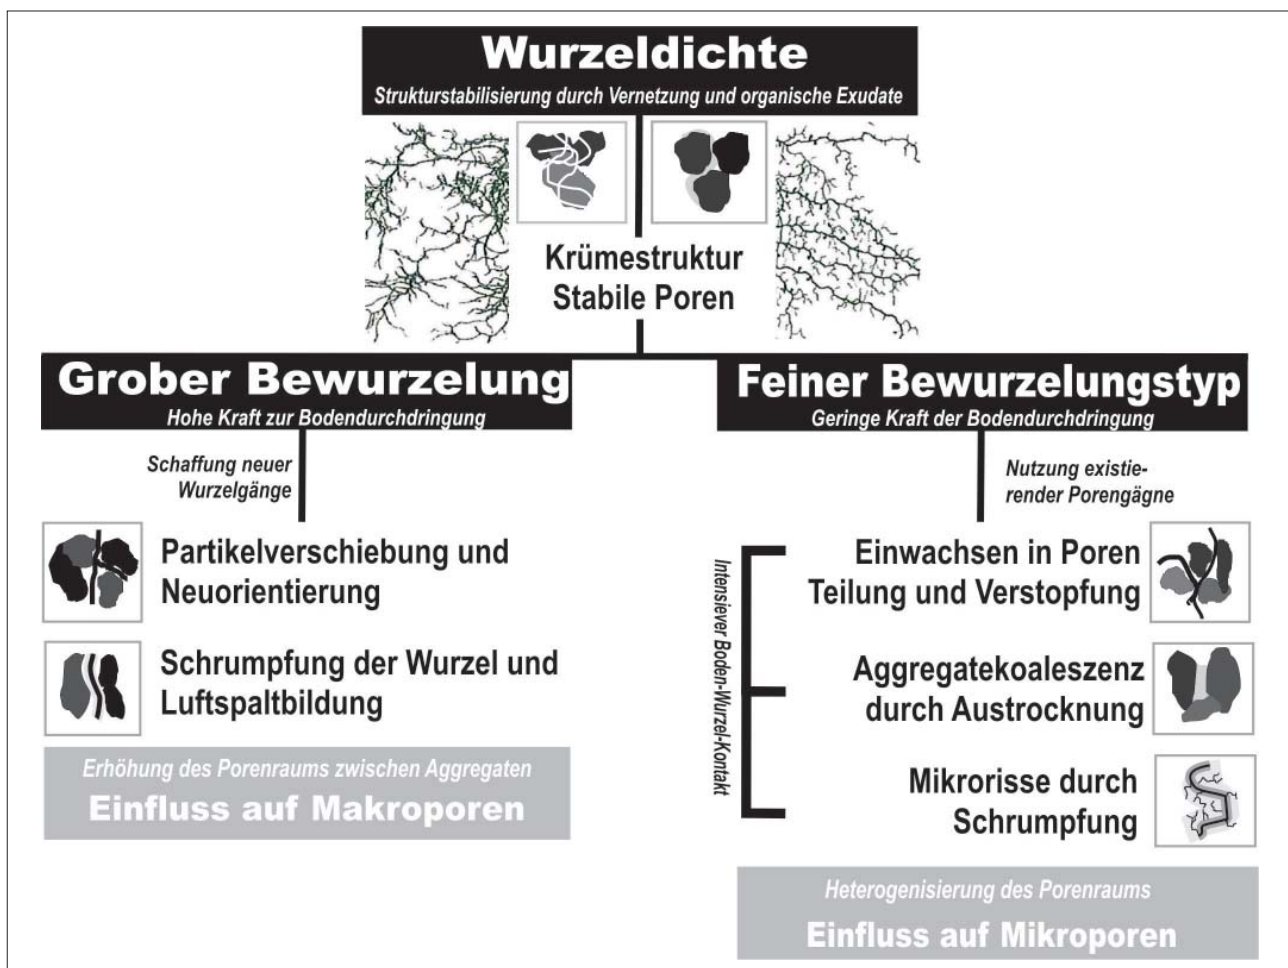 Wurzeldichte
Strukturstabilisierung durch Vernetzung und organische Exudate
Krümestruktur
Stabile Poren
Grober Bewurzelung
Hohe Kraft zur Bodendurchdringung
Schaffung neuer
Wurzelgänge
Partikelverschiebung und
Neuorientierung
Schrumpfung der Wurzel und
Luftspaltbildung
Erhöhung des Porenraums zwischen Aggregaten
Einfluss auf Makroporen
Feiner Bewurzelungstyp
Geringe Kraft der Bodendurchdringung
Nutzung existie-
render Porengägne
Intensiever Boden-Wurzel-Kontakt
Einwachsen in Poren
Teilung und Verstopfung
Aggregatekoaleszenz
durch Austrocknung
Mikrorisse durch
Schrumpfung
Heterogenisierung des Porenraums
Einfluss auf Mikroporen